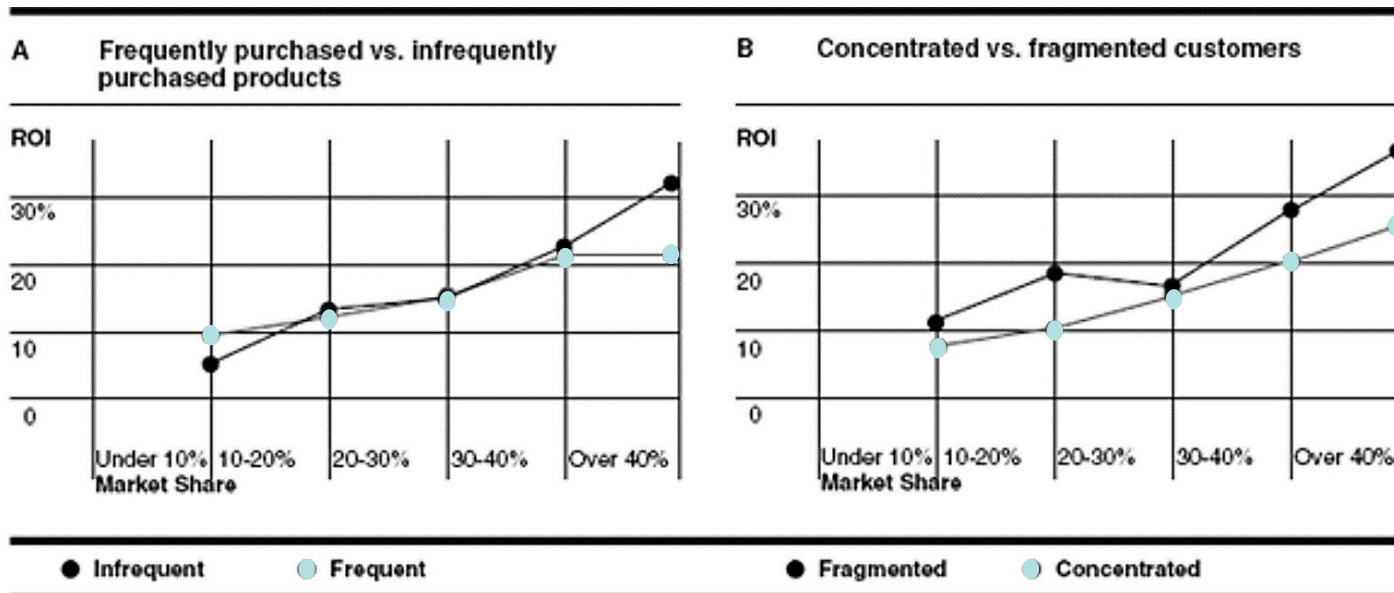 A Frequently purchased vs. infrequently
purchased products
ROI
30%
20
10
0
Under 10% 10-20% 20-30% 30-40% Over 40%
Market Share
Infrequent Frequent
B Concentrated vs. fragmented customers
ROI
30%
20
10
0
Under 10% 10-20% 20-30% 30-40% Over 40%
Market Share
Fragmented Concentrated